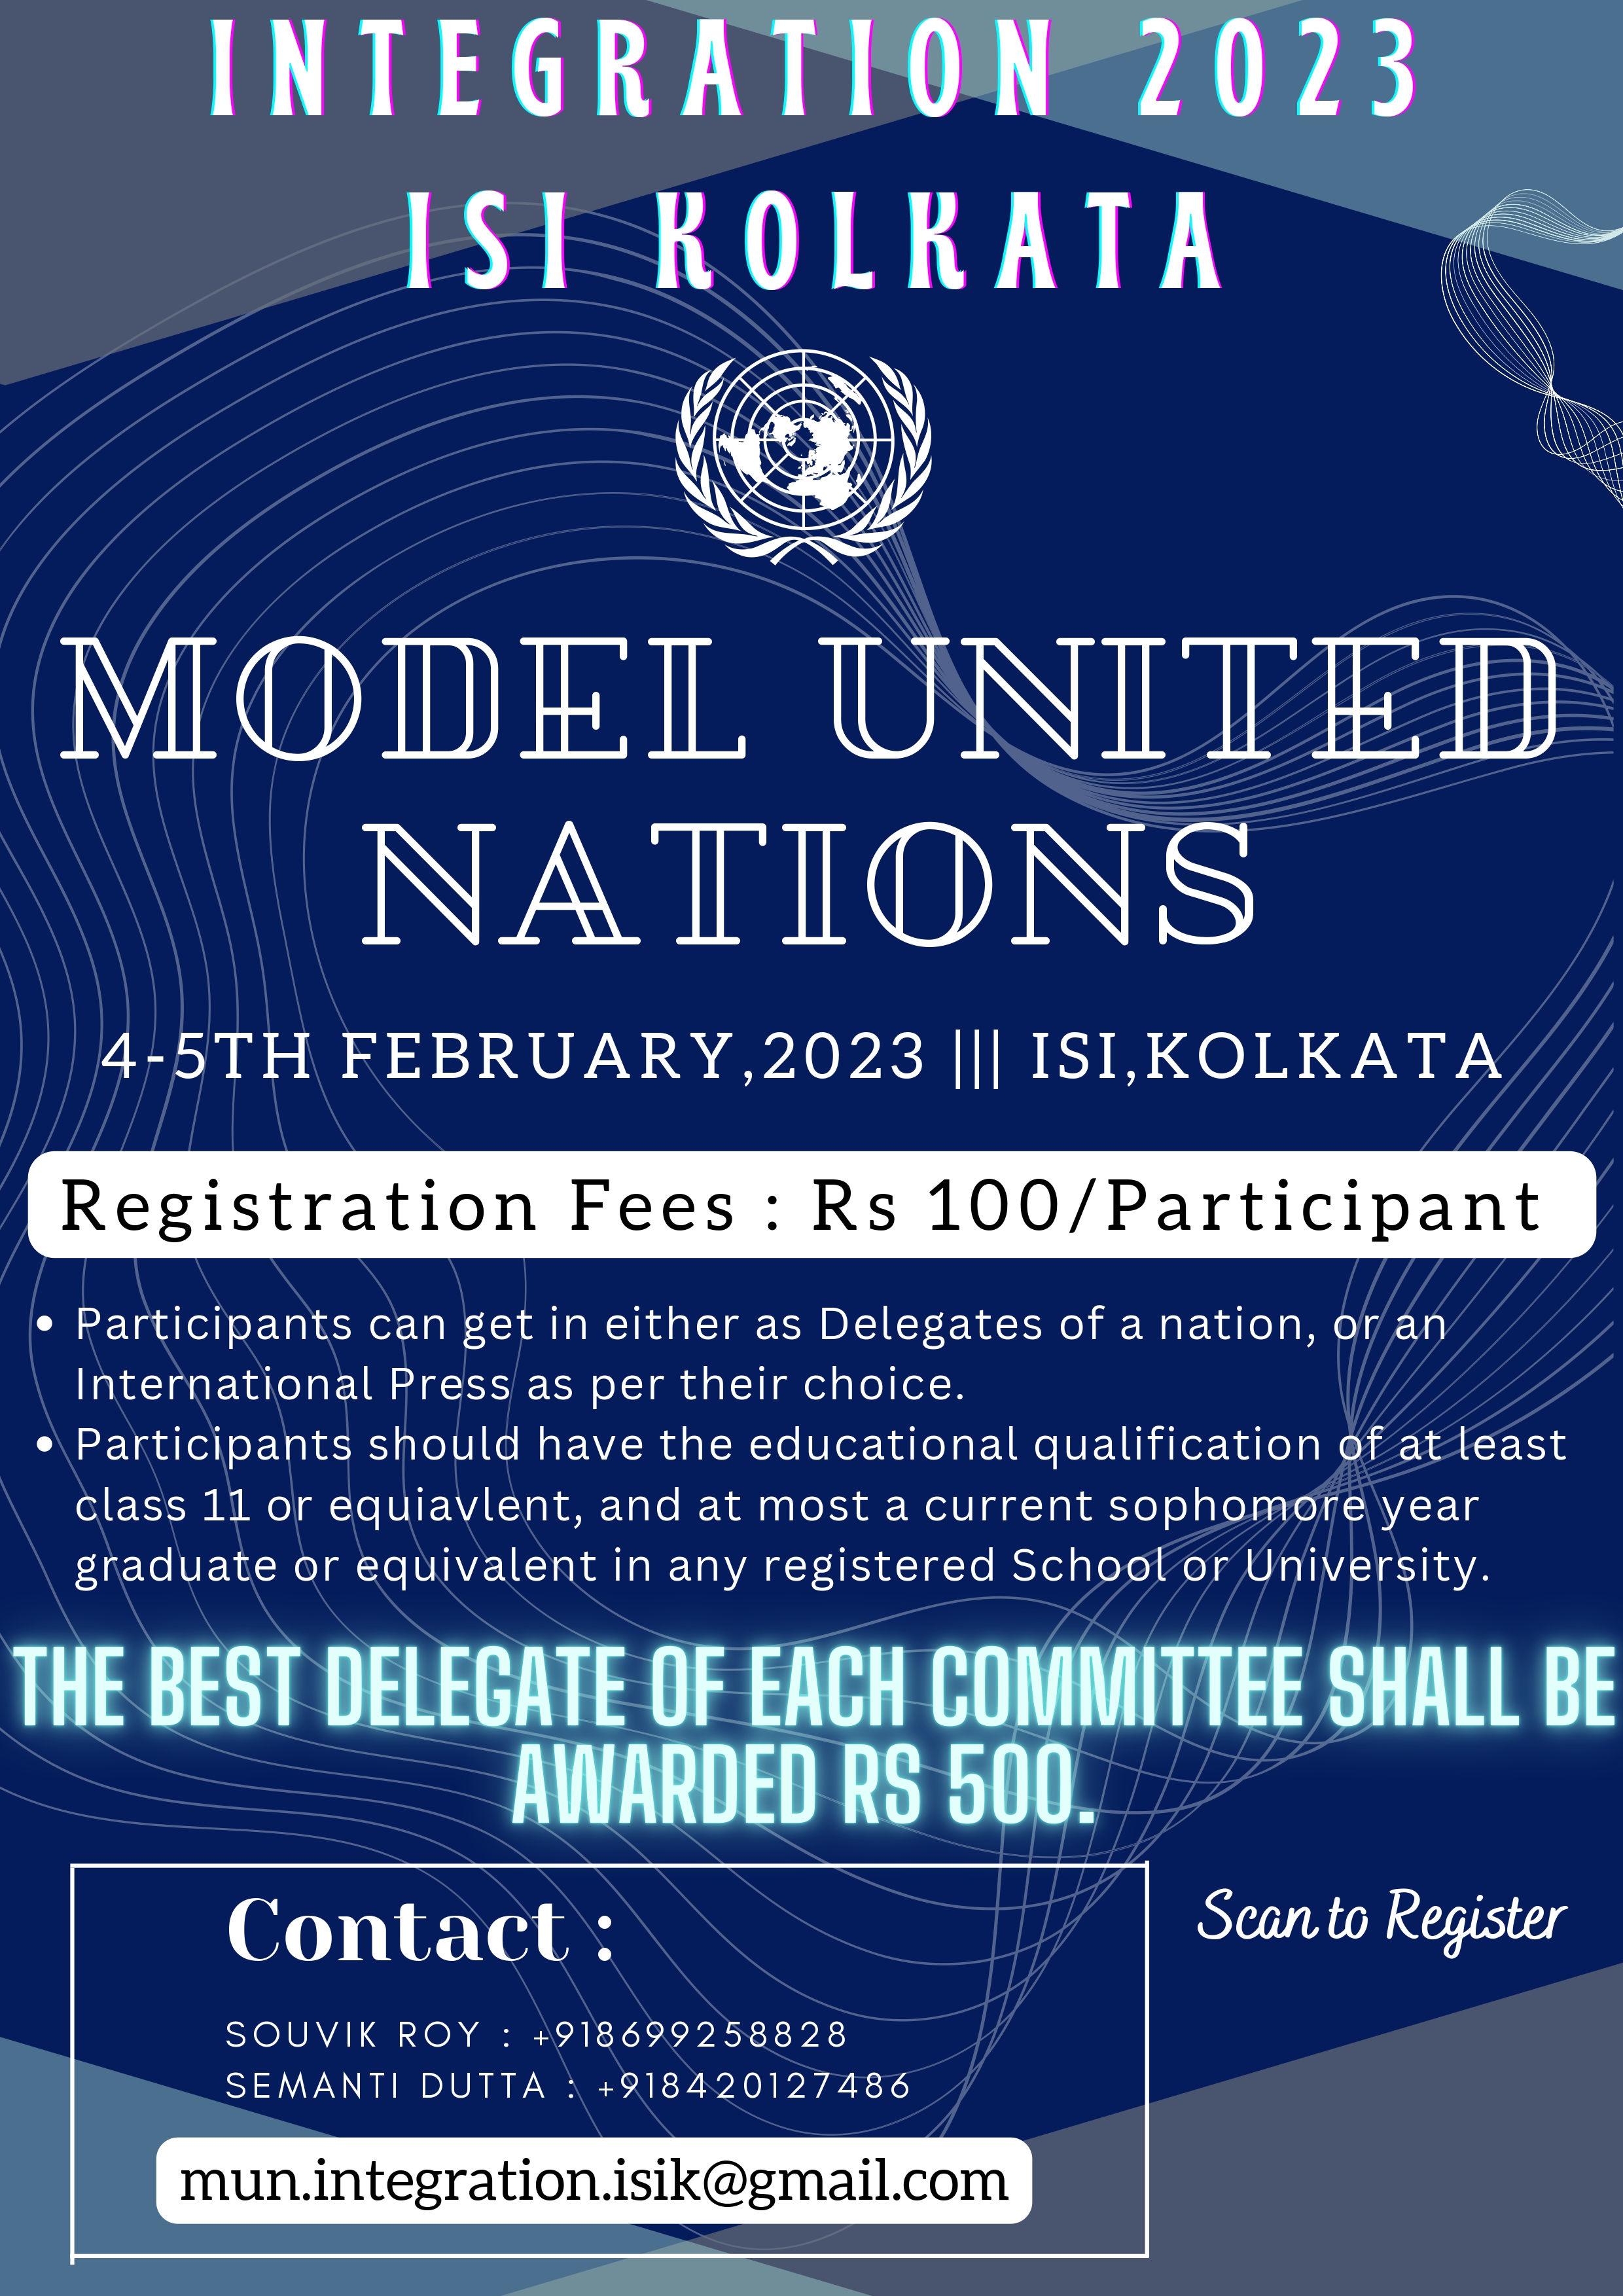 INTEGRATION 2023
ISI KOLKATA
MODEL UNITED
NATIONS
4-5TH FEBRUARY,2023 ||| ISI,KOLKATA
Registration Fees : Rs 100/Participant
• Participants can get in either as Delegates of a nation, or an
International Press as per their choice.
• Participants should have the educational qualification of at least
class 11 or equiavlent, and at most a current sophomore year
graduate or equivalent in any registered School or University.
THE BEST DELEGATE OF EACH COMMITTEE SHALL BE
AWARDED RS 500.
Contact :
Scan to Register
SOUVIK ROY : +918699258828
SEMANTI DUTTA : +918420127486
mun.integration.isik@gmail.com